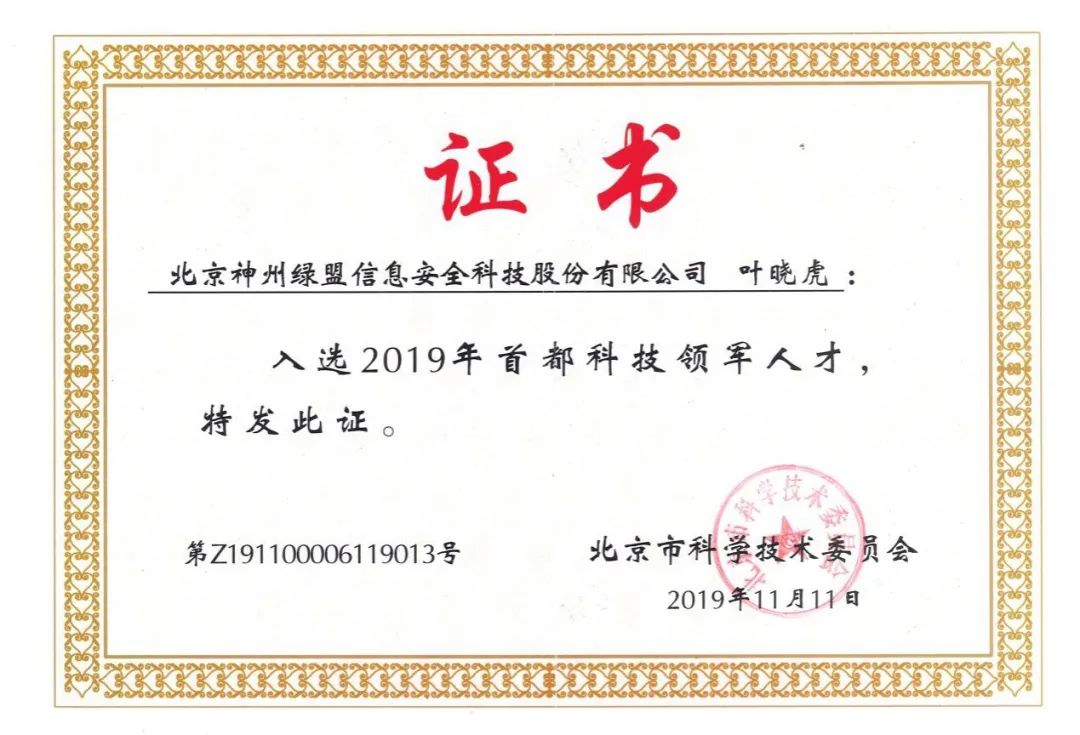 证书
北京神州绿盟信息安全科技股份有限公司 叶晓虎：
入选2019年首都科技领军人才，
特发此证。
第Z191100006119013号
北京市科学技术委员会
2019年11月11日
北京市科学技术委员会